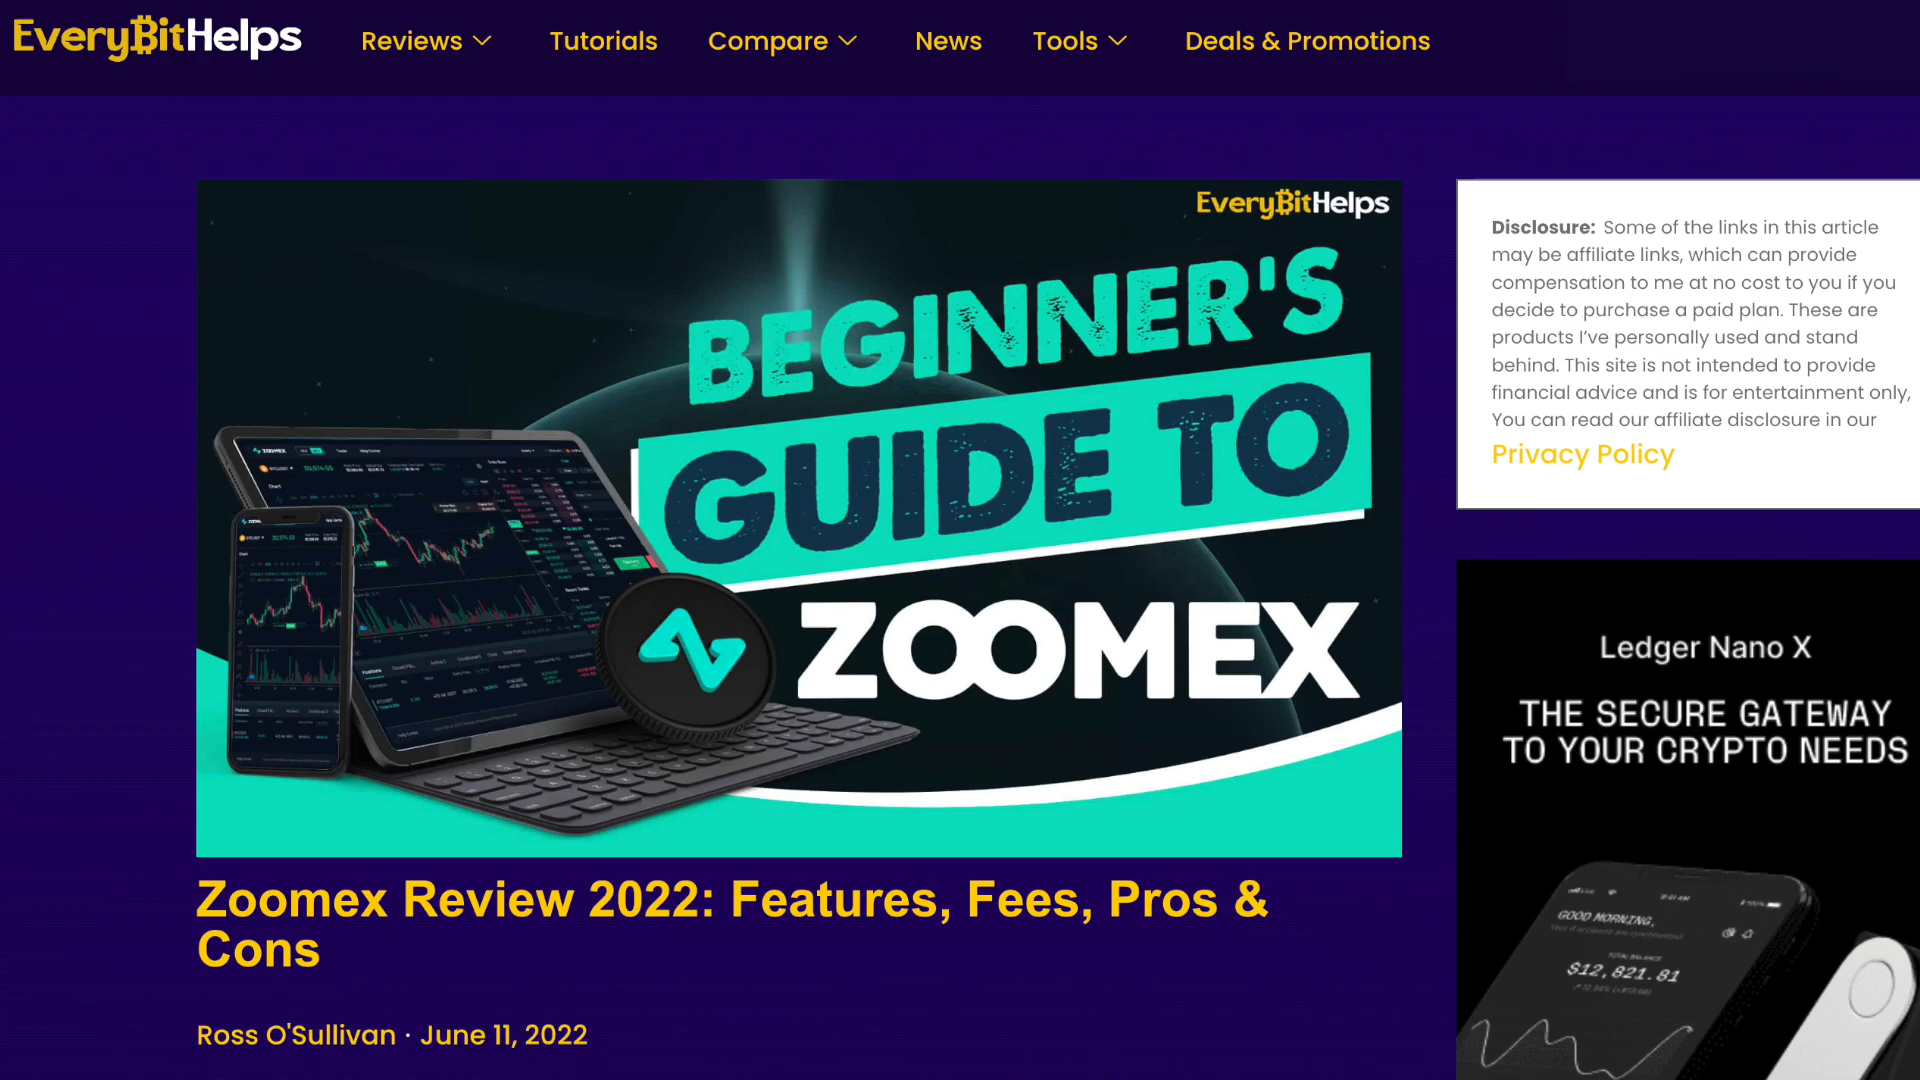 EveryBitHelps
Reviews
Tutorials
Compare
News
Tools
Deals & Promotions
EveryBitHelps
BEGINNER'S
GUIDE TO
ZOOMEX
Zoomex Review 2022: Features, Fees, Pros &
Cons
Ross O'Sullivan · June 11, 2022
Disclosure: Some of the links in this article
may be affiliate links, which can provide
compensation to me at no cost to you if you
decide to purchase a paid plan. These are
products I've personally used and stand
behind. This site is not intended to provide
financial advice and is for entertainment only,
You can read our affiliate disclosure in our
Privacy Policy
Ledger Nano X
THE SECURE GATEWAY
TO YOUR CRYPTO NEEDS
GOOD MORNING,
TOTAL BALANCE
$12,821.81